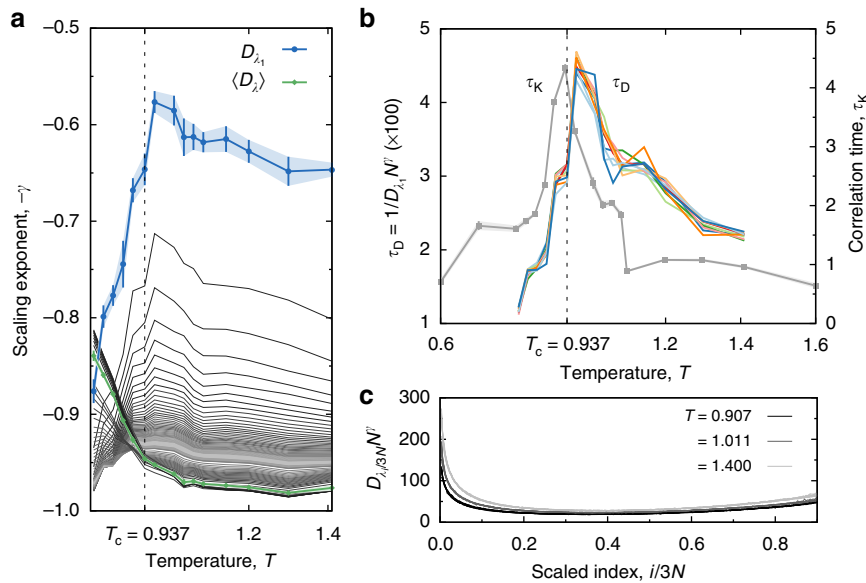 a
−0.5
−0.6
−0.7
−0.8
−0.9
−1.0
Scaling exponent, −γ
D_λ₁
⟨D_λ⟩
T_c = 0.937
1.2
1.4
Temperature, T
b
5
4
3
2
1
τ_D = 1/D_λ₁N^γ (×100)
τ_K
τ_D
5
4
3
2
1
0
Correlation time, τ_K
0.6
T_c = 0.937
1.2
1.4
1.6
Temperature, T
c
300
200
100
50
0
D_λi/3N N^γ
T = 0.907
= 1.011
= 1.400
0.0
0.2
0.4
0.6
0.8
Scaled index, i/3N